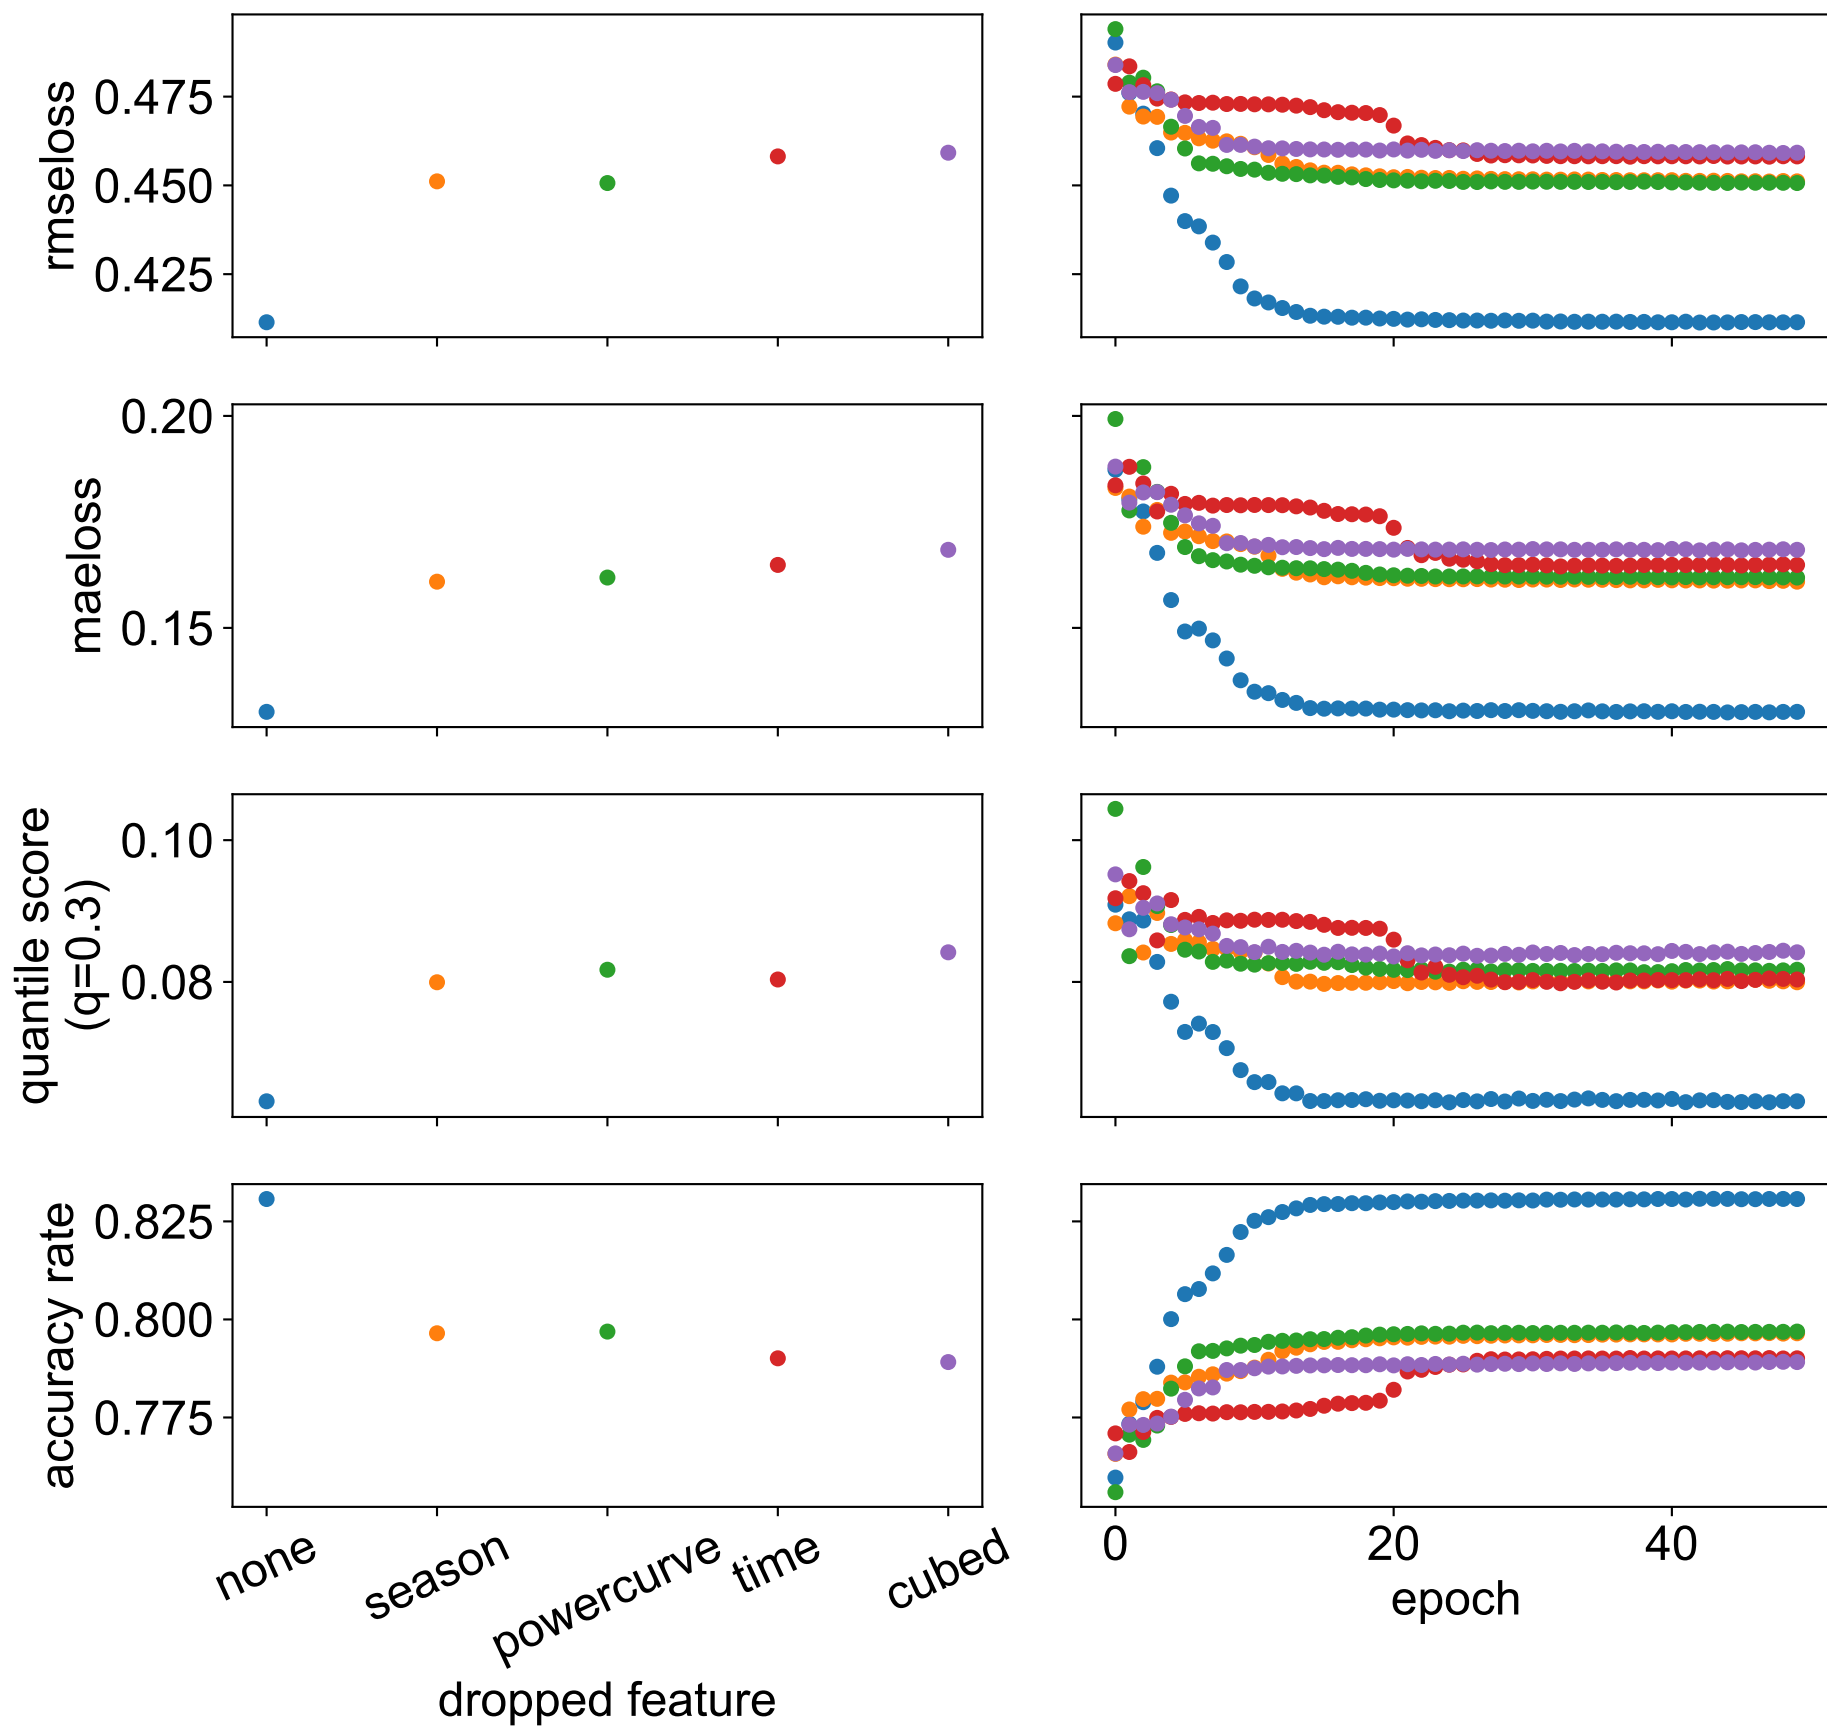 rmseloss
0.475
0.450
0.425
maeloss
0.20
0.15
quantile score
(q=0.3)
0.10
0.08
accuracy rate
0.825
0.800
0.775
none
season
powercurve
time
cubed
dropped feature
0
20
40
epoch